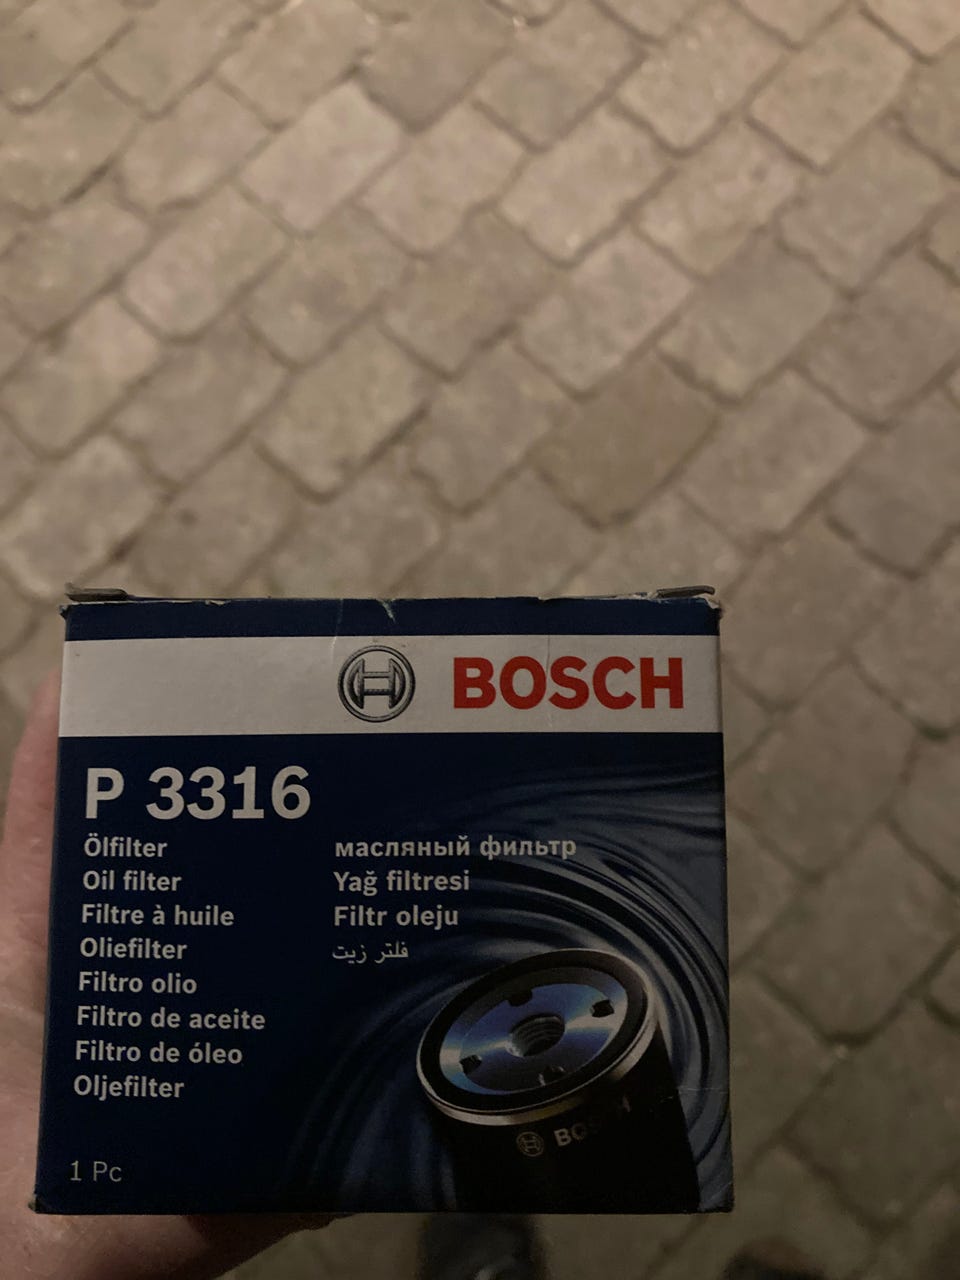 BOSCH
P 3316
Ölfilter
Oil filter
Filtre à huile
Oliefilter
Filtro olio
Filtro de aceite
Filtro de óleo
Oljefilter
масляный фильтр
Yağ filtresi
Filtr oleju
فلتر زيت
BOSCH
1 Pc